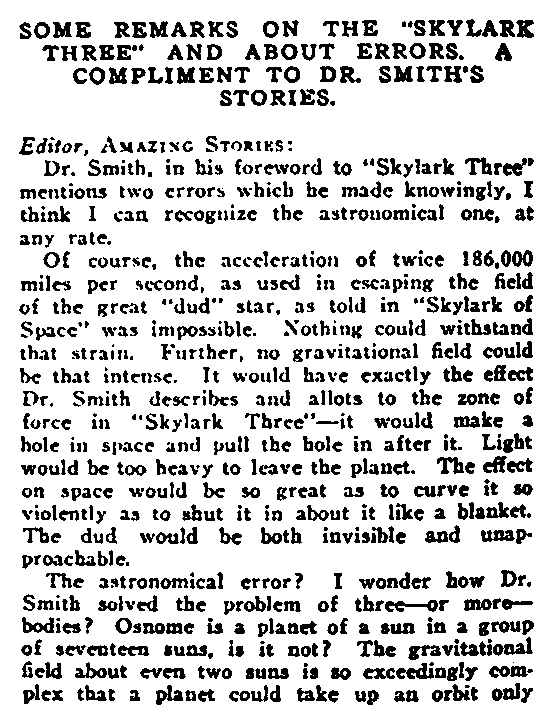 SOME REMARKS ON THE "SKYLARK
THREE" AND ABOUT ERRORS. A
COMPLIMENT TO DR. SMITH'S
STORIES.
Editor, AMAZING STORIES:
Dr. Smith, in his foreword to "Skylark Three"
mentions two errors which he made knowingly, I
think I can recognize the astronomical one, at
any rate.
Of course, the acceleration of twice 186,000
miles per second, as used in escaping the field
of the great "dud" star, as told in "Skylark of
Space" was impossible. Nothing could withstand
that strain. Further, no gravitational field could
be that intense. It would have exactly the effect
Dr. Smith describes and allots to the zone of
force in "Skylark Three"—it would make a
hole in space and pull the hole in after it. Light
would be too heavy to leave the planet. The effect
on space would be so great as to curve it so
violently as to shut it in about it like a blanket.
The dud would be both invisible and unap-
proachable.
The astronomical error? I wonder how Dr.
Smith solved the problem of three—or more—
bodies? Osnome is a planet of a sun in a group
of seventeen suns, is it not? The gravitational
field about even two suns is so exceedingly com-
plex that a planet could take up an orbit only